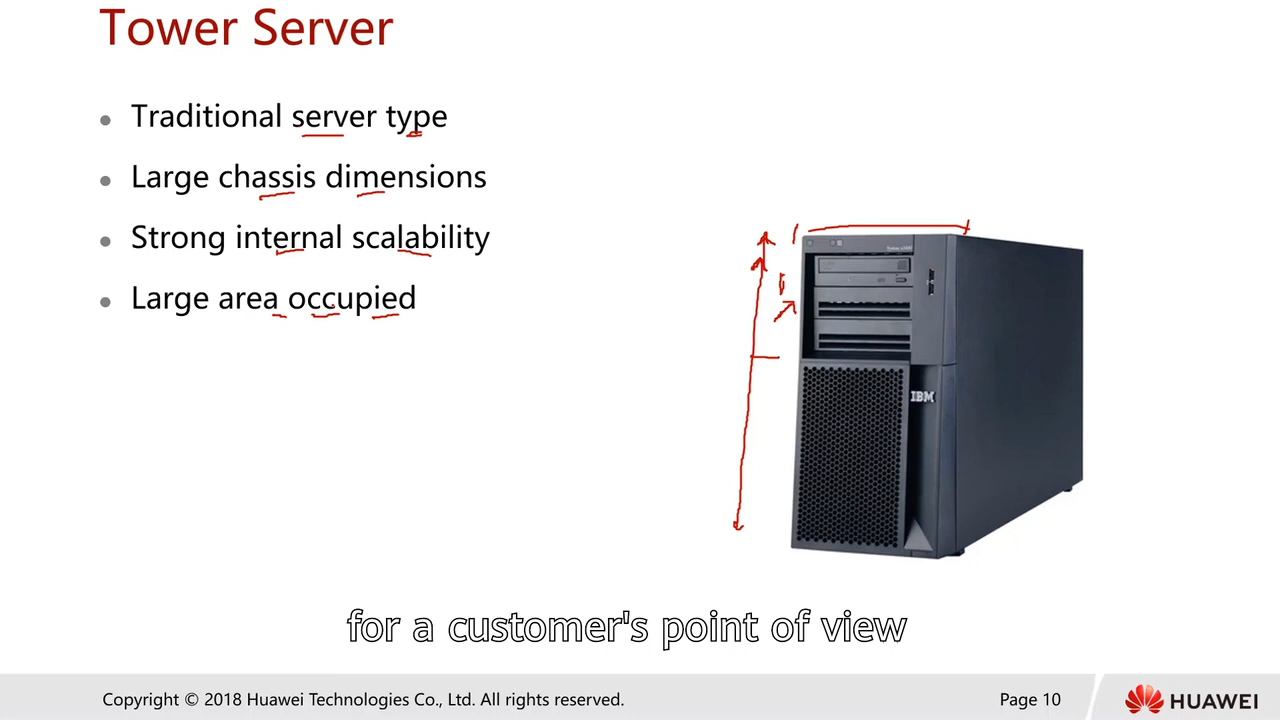 Tower Server
Traditional server type
Large chassis dimensions
Strong internal scalability
Large area occupied
IBM
for a customer's point of view
Copyright © 2018 Huawei Technologies Co., Ltd. All rights reserved.
Page 10
HUAWEI